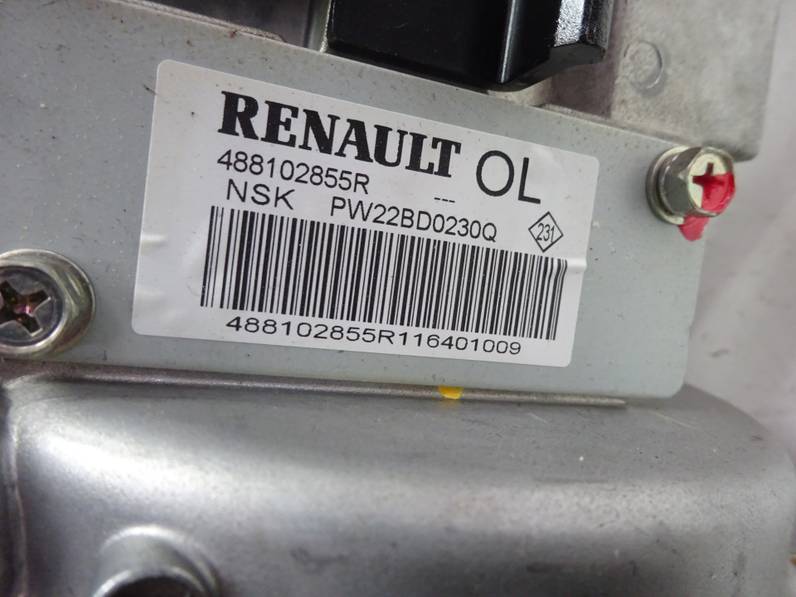 RENAULT OL
488102855R ---
NSK PW22BD0230Q 231
488102855R116401009